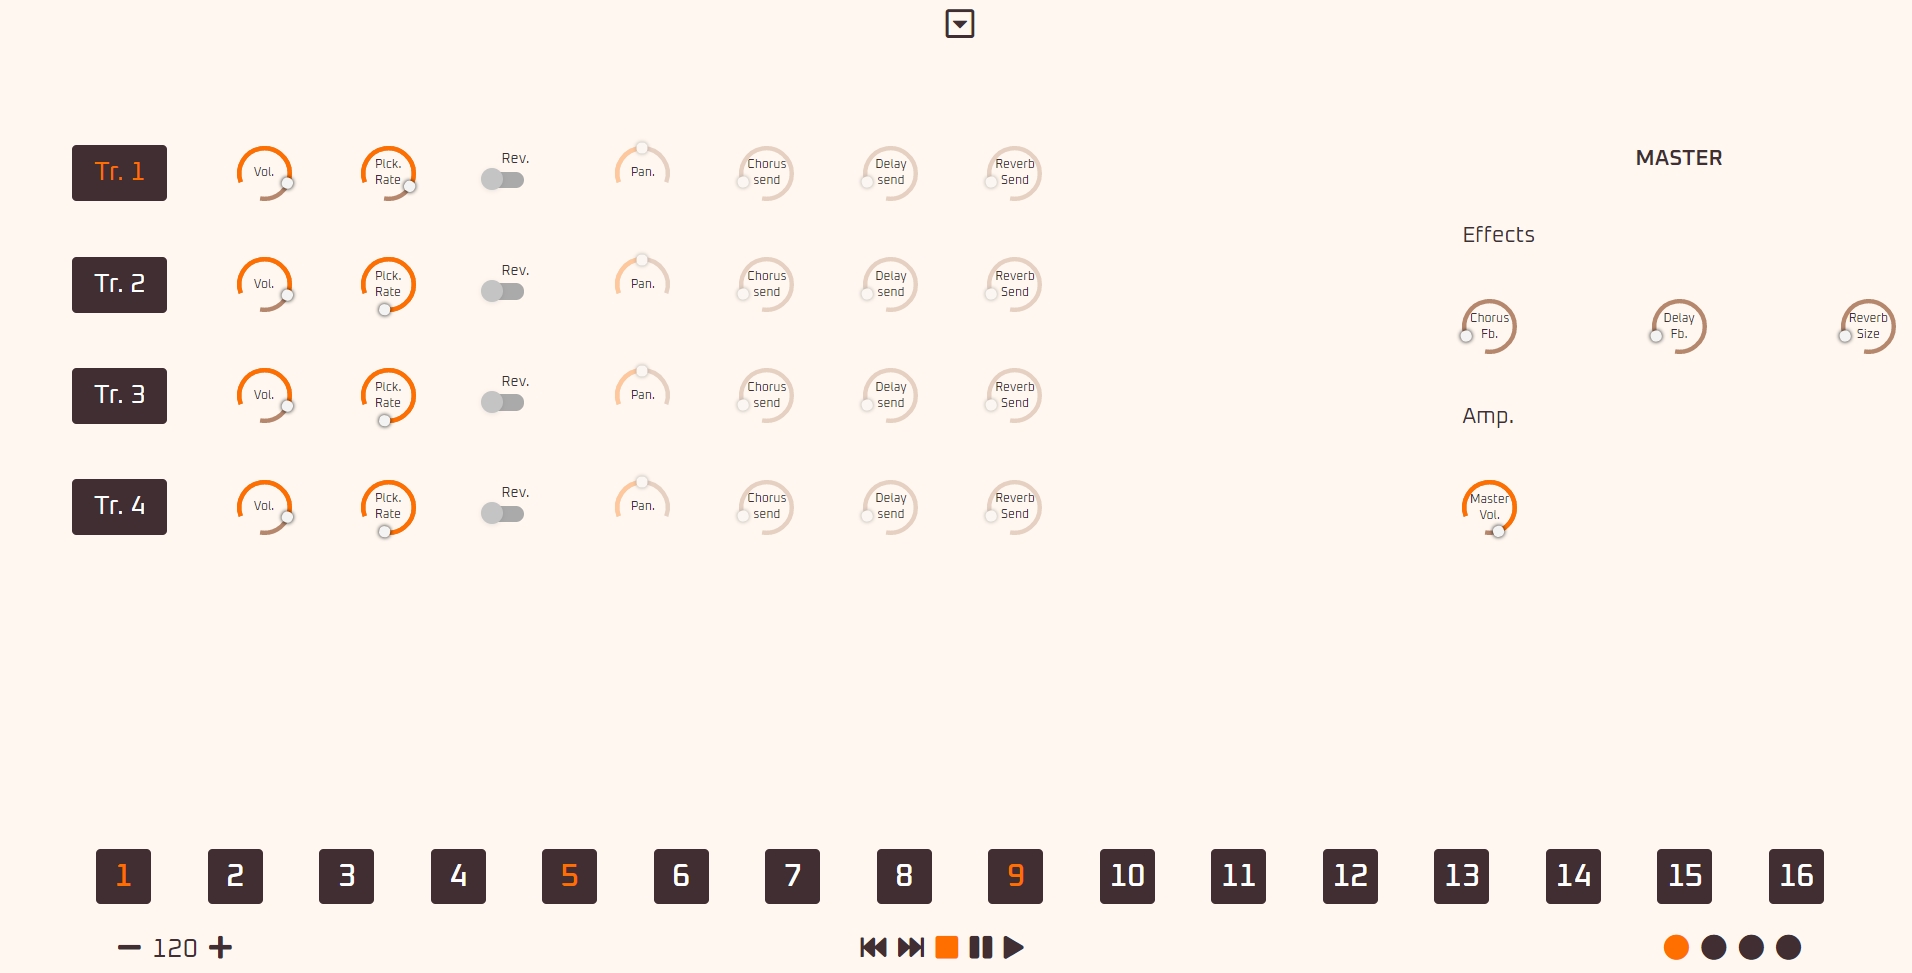 Tr. 1 Vol. Plck. Rate Rev. Pan. Chorus send Delay send Reverb Send
Tr. 2 Vol. Plck. Rate Rev. Pan. Chorus send Delay send Reverb Send
Tr. 3 Vol. Plck. Rate Rev. Pan. Chorus send Delay send Reverb Send
Tr. 4 Vol. Plck. Rate Rev. Pan. Chorus send Delay send Reverb Send
MASTER
Effects
Chorus Fb. Delay Fb. Reverb Size
Amp.
Master Vol.
1 2 3 4 5 6 7 8 9 10 11 12 13 14 15 16
120